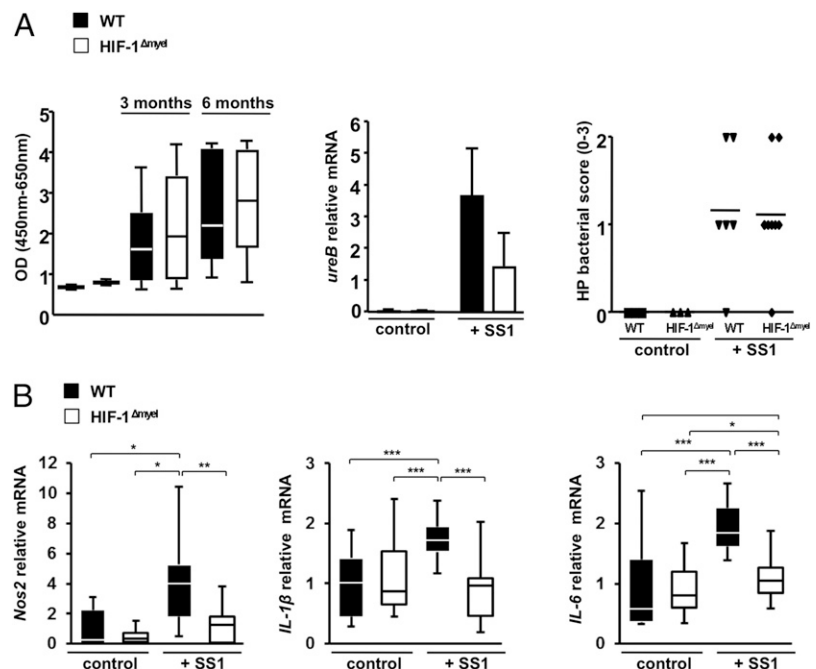 A
WT
HIF-1Δmyel
3 months 6 months
OD (450nm-650nm)
5
4
3
2
1
0
ureB relative mRNA
6
5
4
3
2
1
0
control + SS1
HP bacterial score (0-3)
2
1
0
WT HIF-1Δmyel WT HIF-1Δmyel
control + SS1
B
WT
HIF-1Δmyel
Nos2 relative mRNA
12
10
8
6
4
2
0
*
* **
control + SS1
IL-1β relative mRNA
3
2
1
0
***
*** ***
control + SS1
IL-6 relative mRNA
3
2
1
0
*
*** ***
***
control + SS1